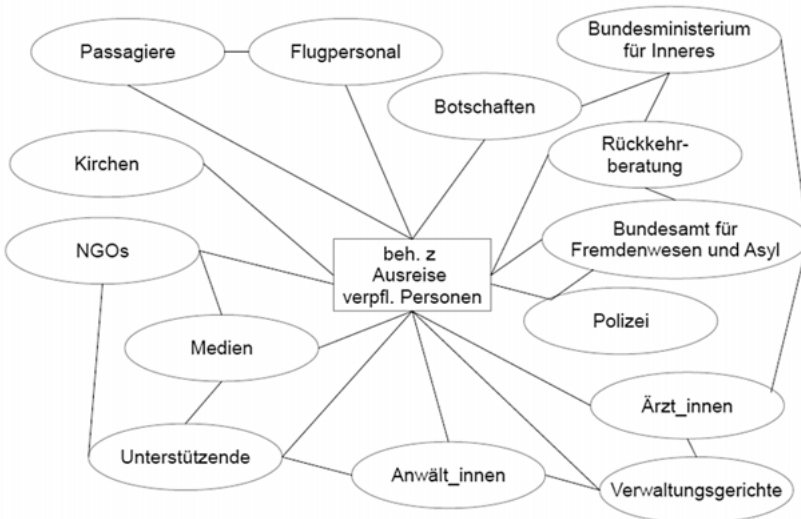 Passagiere
Flugpersonal
Bundesministerium
für Inneres
Botschaften
Rückkehr-
beratung
Kirchen
Bundesamt für
Fremdenwesen und Asyl
NGOs
beh. z
Ausreise
verpfl. Personen
Polizei
Medien
Ärzt_innen
Unterstützende
Anwält_innen
Verwaltungsgerichte